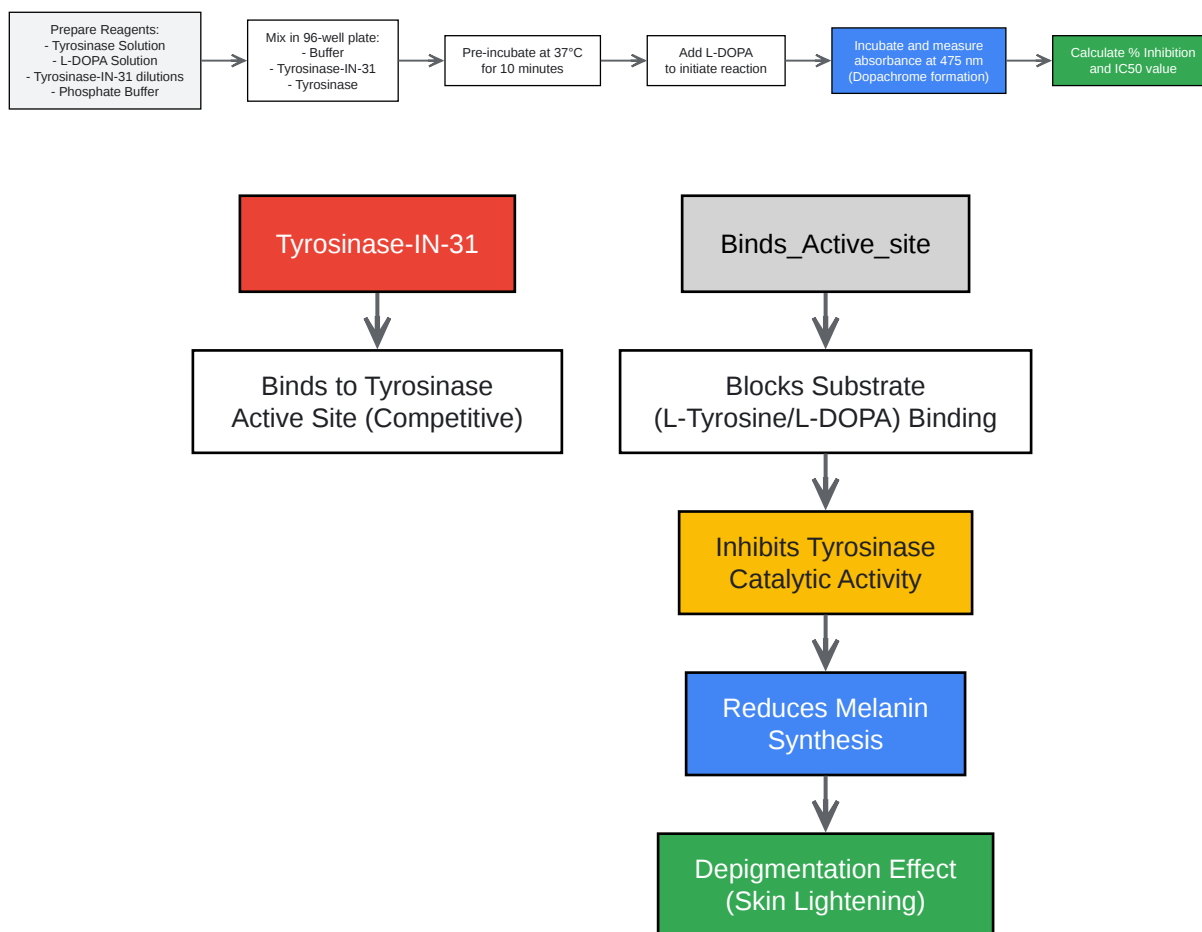 Prepare Reagents:
- Tyrosinase Solution
- L-DOPA Solution
- Tyrosinase-IN-31 dilutions
- Phosphate Buffer
Mix in 96-well plate:
- Buffer
- Tyrosinase-IN-31
- Tyrosinase
Pre-incubate at 37°C
for 10 minutes
Add L-DOPA
to initiate reaction
Incubate and measure
absorbance at 475 nm
(Dopachrome formation)
Calculate % Inhibition
and IC50 value
Tyrosinase-IN-31
Binds to Tyrosinase
Active Site (Competitive)
Binds_Active_site
Blocks Substrate
(L-Tyrosine/L-DOPA) Binding
Inhibits Tyrosinase
Catalytic Activity
Reduces Melanin
Synthesis
Depigmentation Effect
(Skin Lightening)